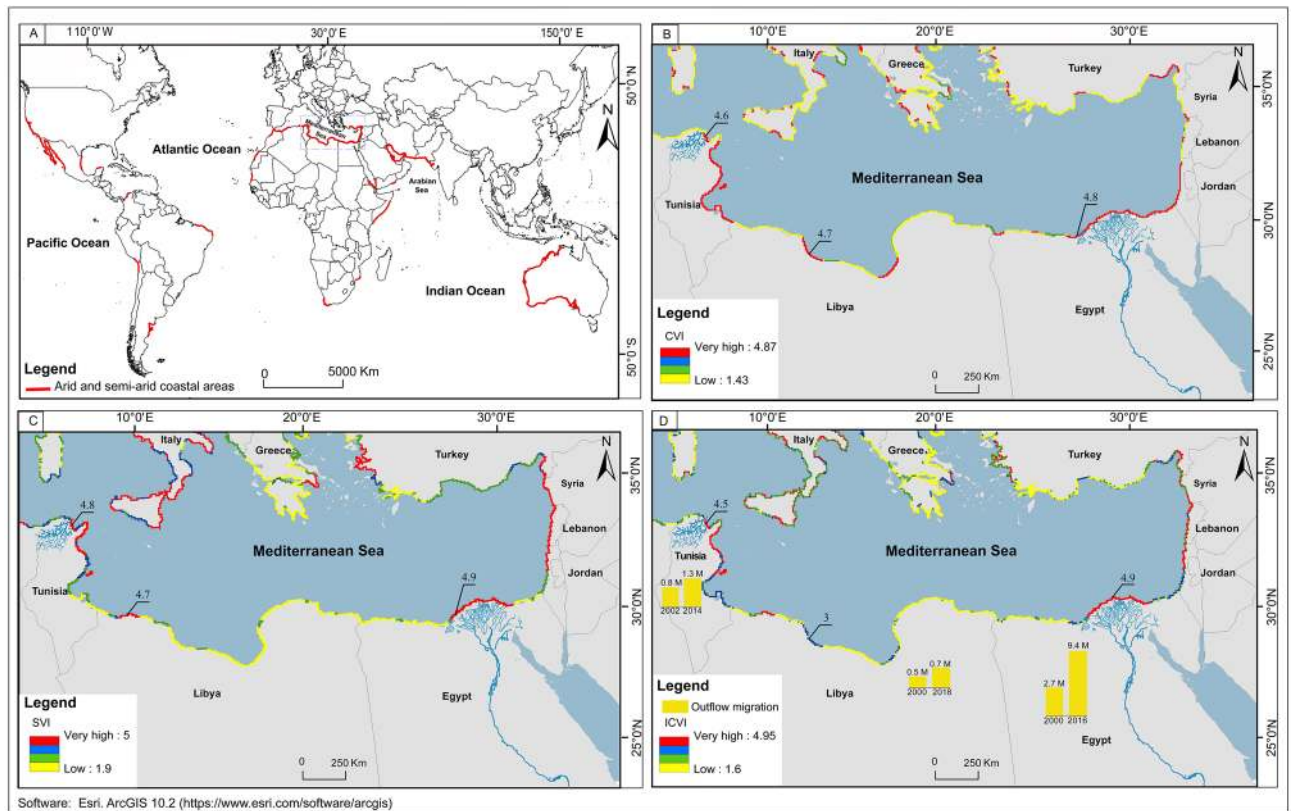 A
110°0'W
30°0'E
150°0'E
50°0'N
N
Mediterranean
Sea
Atlantic Ocean
Arabian
Sea
Pacific Ocean
Indian Ocean
50°0'S
Legend
Arid and semi-arid coastal areas
0
5000 Km
B
10°0'E
20°0'E
30°0'E
N
Italy
Greece
Turkey
35°0'N
Syria
4.6
Lebanon
Mediterranean Sea
Jordan
Tunisia
4.8
4.7
30°0'N
Libya
Egypt
Legend
CVI
Very high : 4.87
Low : 1.43
0
250 Km
25°0'N
C
10°0'E
20°0'E
30°0'E
N
Italy
Greece
Turkey
35°0'N
Syria
4.8
Lebanon
Mediterranean Sea
Jordan
Tunisia
4.9
4.7
30°0'N
Libya
Egypt
Legend
SVI
Very high : 5
Low : 1.9
0
250 Km
25°0'N
D
10°0'E
20°0'E
30°0'E
N
Italy
Greece
Turkey
35°0'N
Syria
4.5
Lebanon
Mediterranean Sea
Tunisia
Jordan
1.3 M
0.8 M
4.9
2002 2014
3
30°0'N
9.4 M
0.5 M
0.7 M
2.7 M
Libya
2000 2018
2000 2016
Egypt
Legend
Outflow migration
ICVI
Very high : 4.95
Low : 1.6
0
250 Km
25°0'N
Software: Esri. ArcGIS 10.2 (https://www.esri.com/software/arcgis)